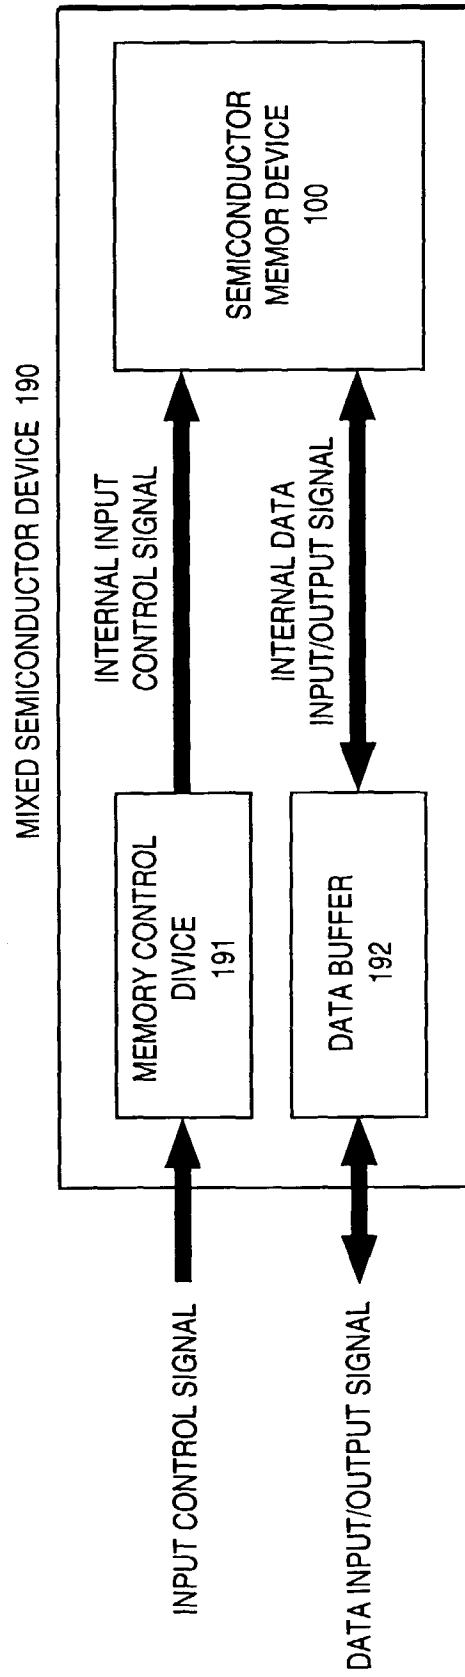 MIXED SEMICONDUCTOR DEVICE 190
INPUT CONTROL SIGNAL
MEMORY CONTROL
DIVICE
191
INTERNAL INPUT
CONTROL SIGNAL
SEMICONDUCTOR
MEMOR DEVICE
100
DATA INPUT/OUTPUT SIGNAL
DATA BUFFER
192
INTERNAL DATA
INPUT/OUTPUT SIGNAL